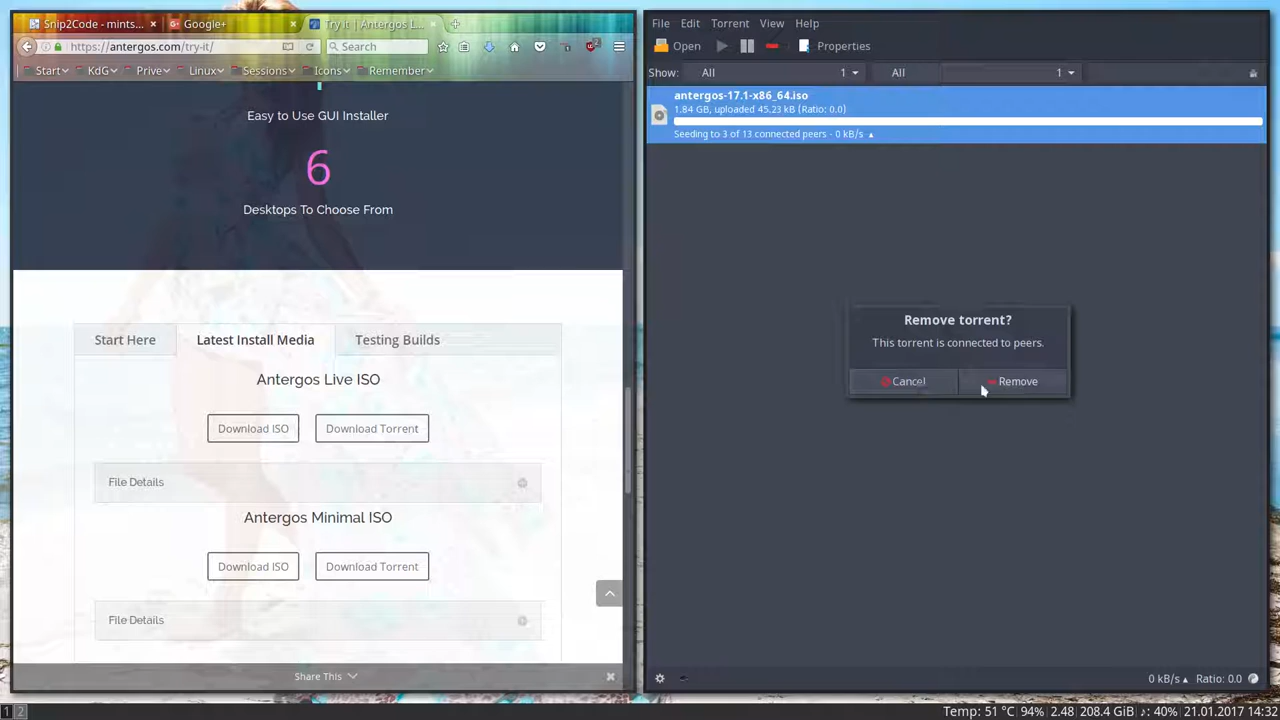 Snip2Code - mints...
Google+
Try it | Antergos L...
https://antergos.com/try-it/
Search
Start
KdG
Prive
Linux
Sessions
Icons
Remember
Easy to Use GUI Installer
6
Desktops To Choose From
Start Here
Latest Install Media
Testing Builds
Antergos Live ISO
Download ISO
Download Torrent
File Details
Antergos Minimal ISO
Download ISO
Download Torrent
File Details
Share This
File Edit Torrent View Help
Open
Properties
Show: All 1 All 1
antergos-17.1-x86_64.iso
1.84 GB, uploaded 45.23 kB (Ratio: 0.0)
Seeding to 3 of 13 connected peers - 0 kB/s
Remove torrent?
This torrent is connected to peers.
Cancel
Remove
0 kB/s Ratio: 0.0
1 2
Temp: 51 °C 94% 2.48 208.4 GiB ♪: 40% 21.01.2017 14:32